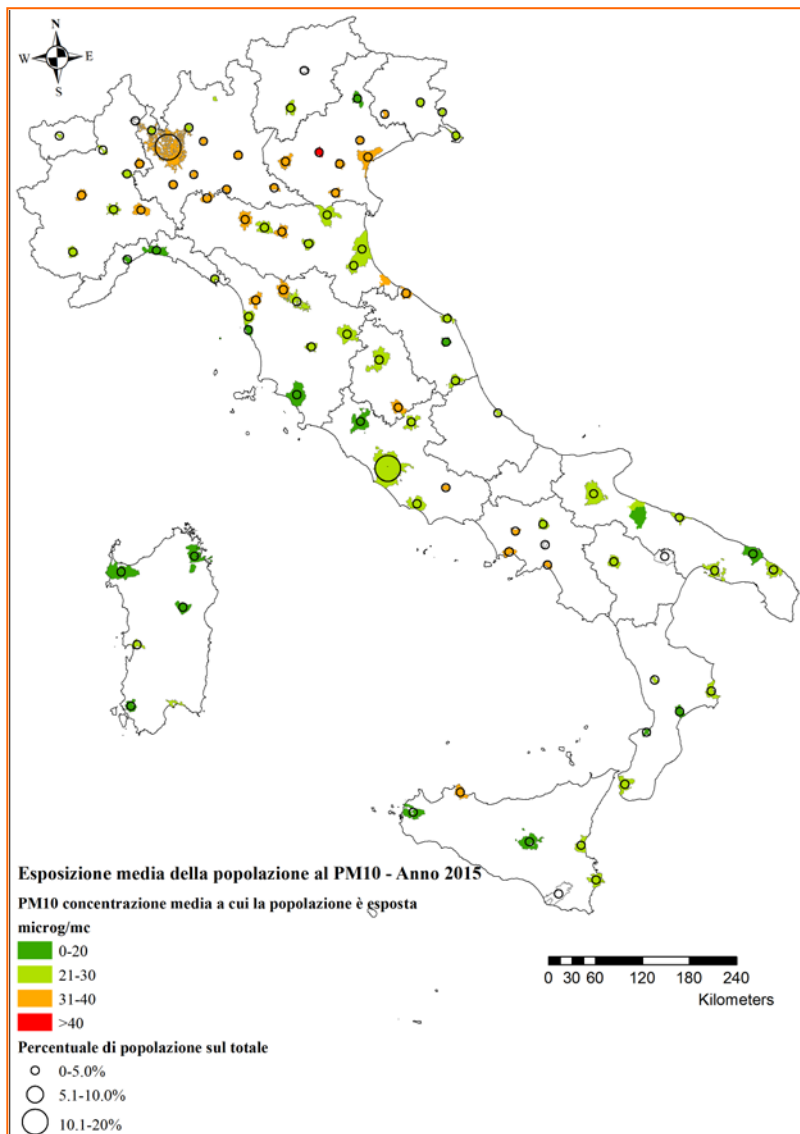 N
W E
S
Esposizione media della popolazione al PM10 - Anno 2015
PM10 concentrazione media a cui la popolazione è esposta
microg/mc
0-20
21-30
31-40
>40
Percentuale di popolazione sul totale
0-5.0%
5.1-10.0%
10.1-20%
0 30 60 120 180 240
Kilometers